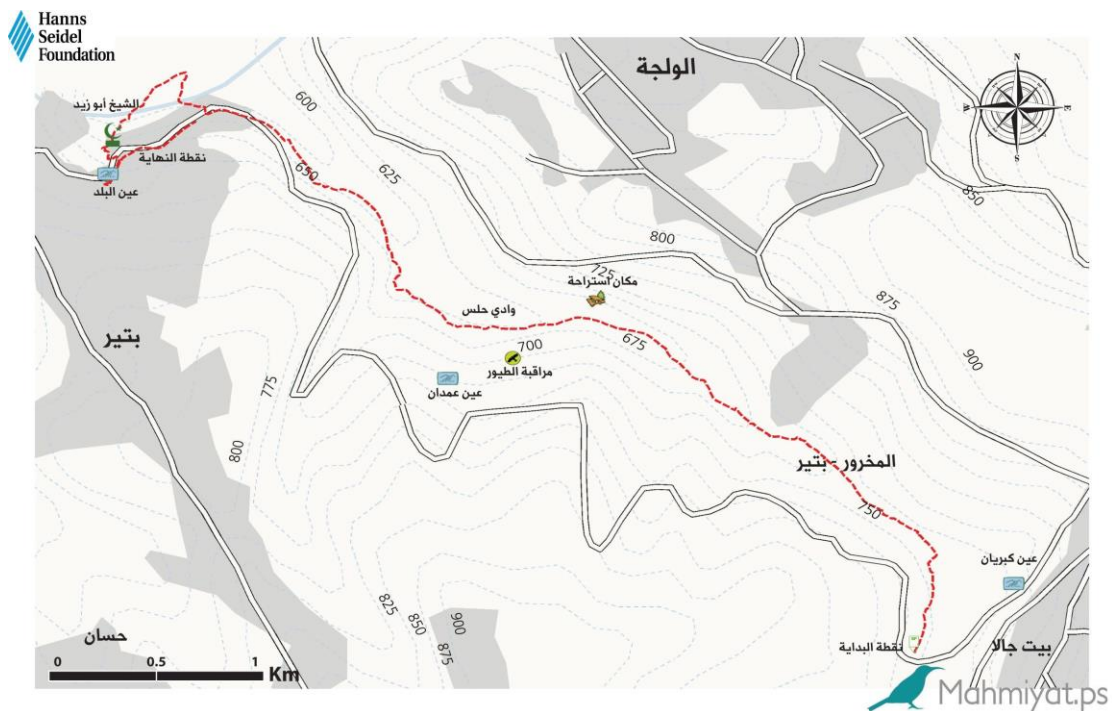 Hanns
Seidel
Foundation
الولجة
N
W
E
S
600
الشيخ أبو زيد
نقطة النهاية
عين البلد
650
625
850
800
725
مكان استراحة
وادي حلس
875
675
700
900
بتير
مراقبة الطيور
عين عمدان
775
800
المخرور - بتير
750
عين كبريان
825
850
900
875
حسان
نقطة البداية
بيت جالا
0
0.5
1
Km
Mahmiyat.ps